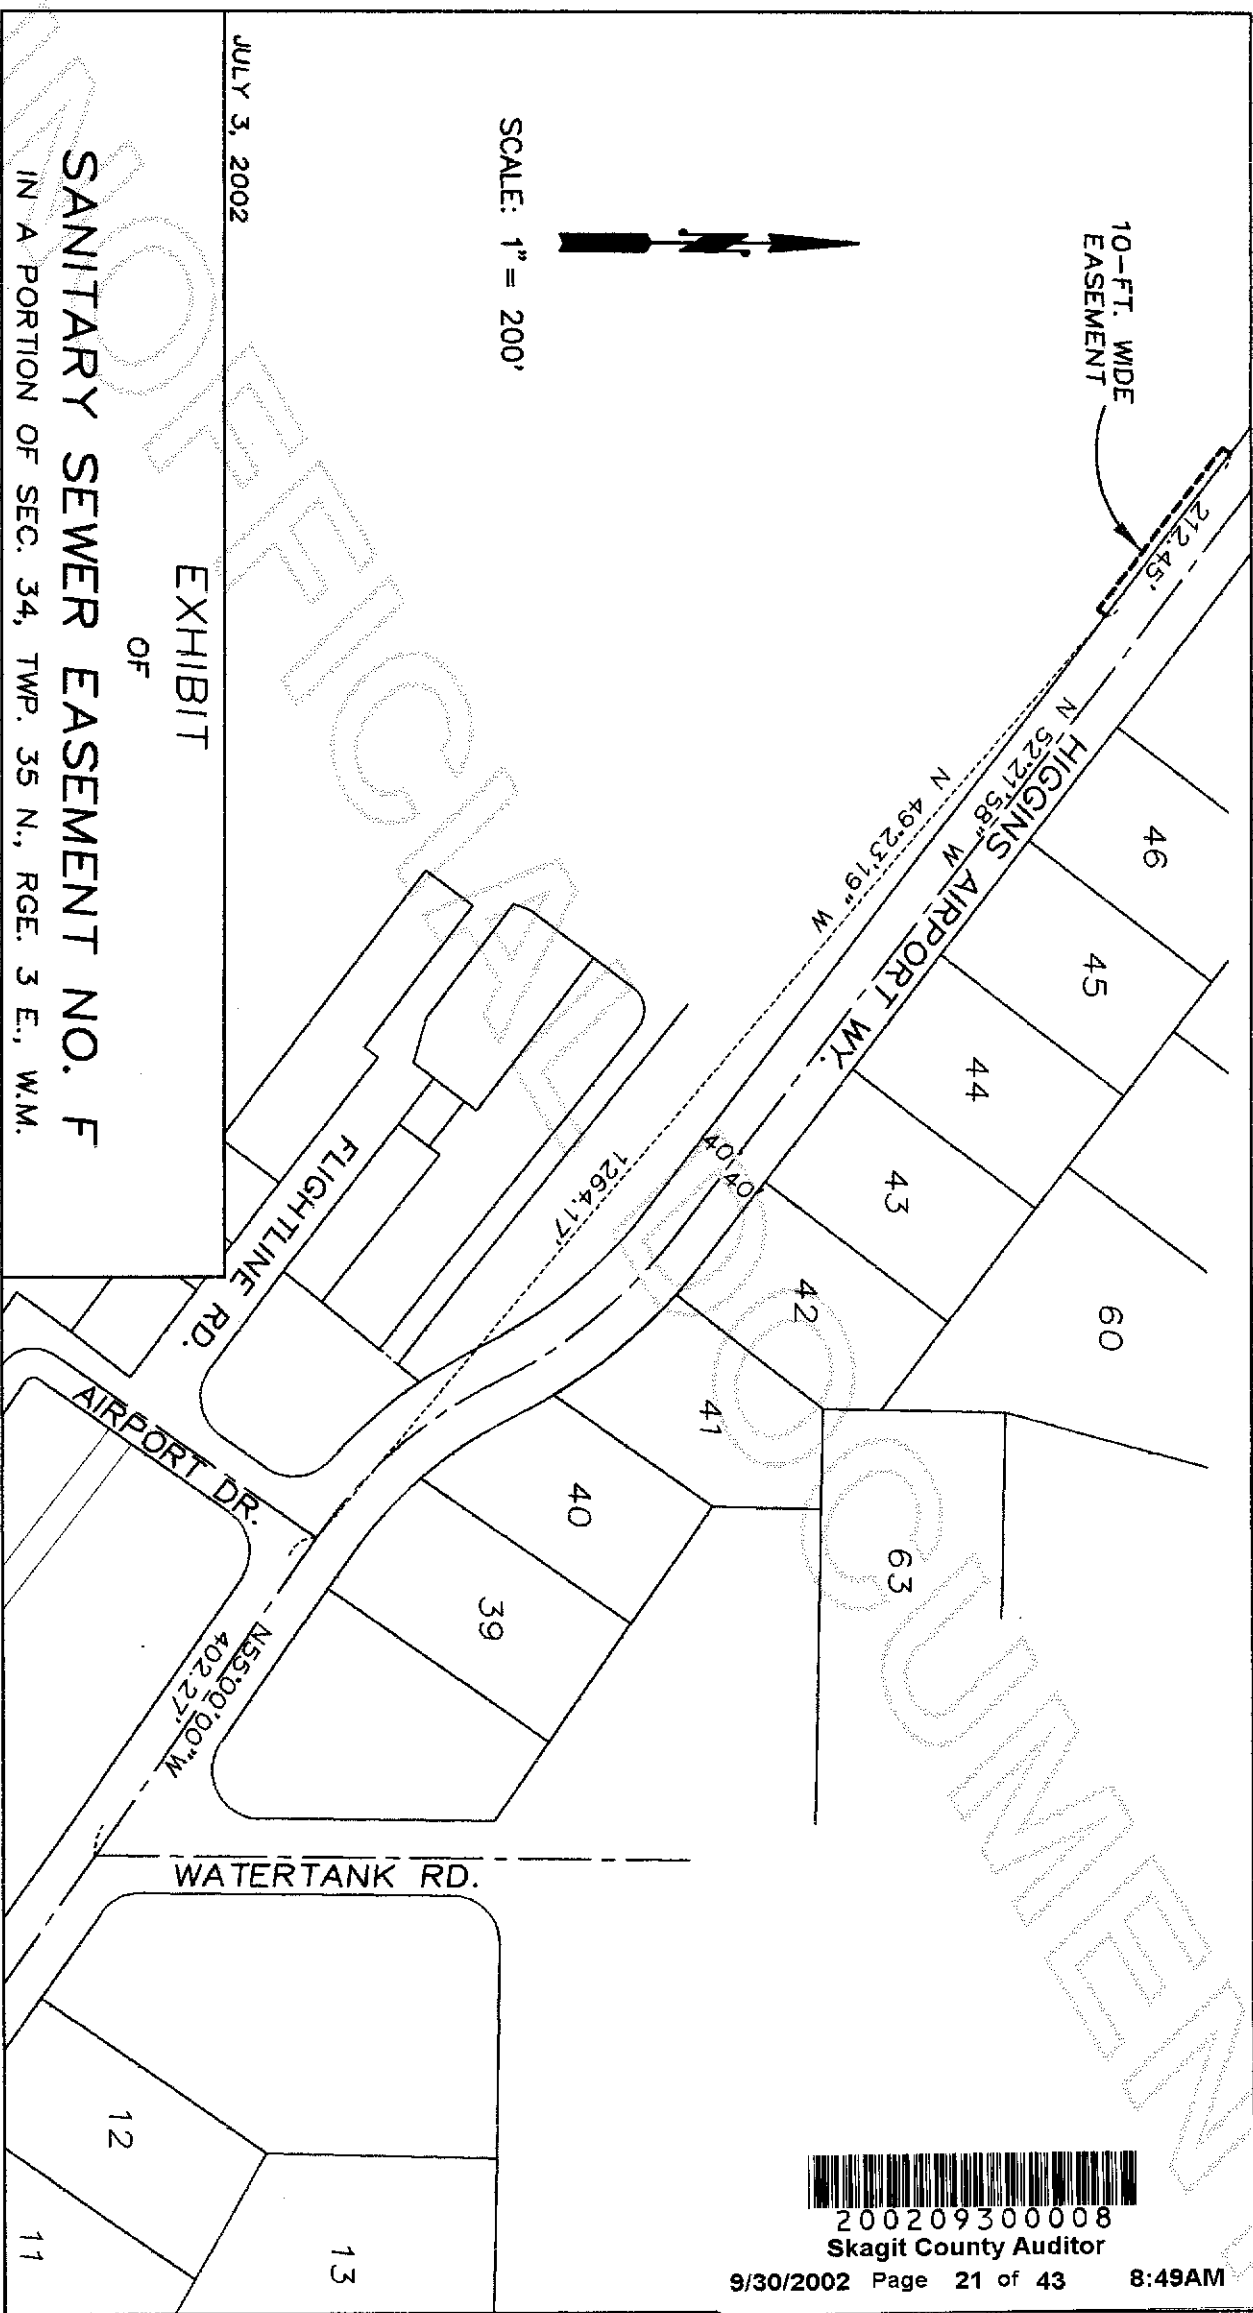 10-FT. WIDE
EASEMENT
212.45'
N 52°21'58" W
HIGGINS AIRPORT WY.
N 49°23'19" W
1264.17'
40' 40'
46
45
44
43
42
41
40
39
60
63
SCALE: 1" = 200'
FLIGHTLINE RD.
AIRPORT DR.
N55°00'00"W
402.27'
WATERTANK RD.
12
13
11
JULY 3, 2002
EXHIBIT
OF
SANITARY SEWER EASEMENT NO. F
IN A PORTION OF SEC. 34, TWP. 35 N., RGE. 3 E., W.M.
UNOFFICIAL DOCUMENT
200209300008
Skagit County Auditor
9/30/2002 Page 21 of 43 8:49AM